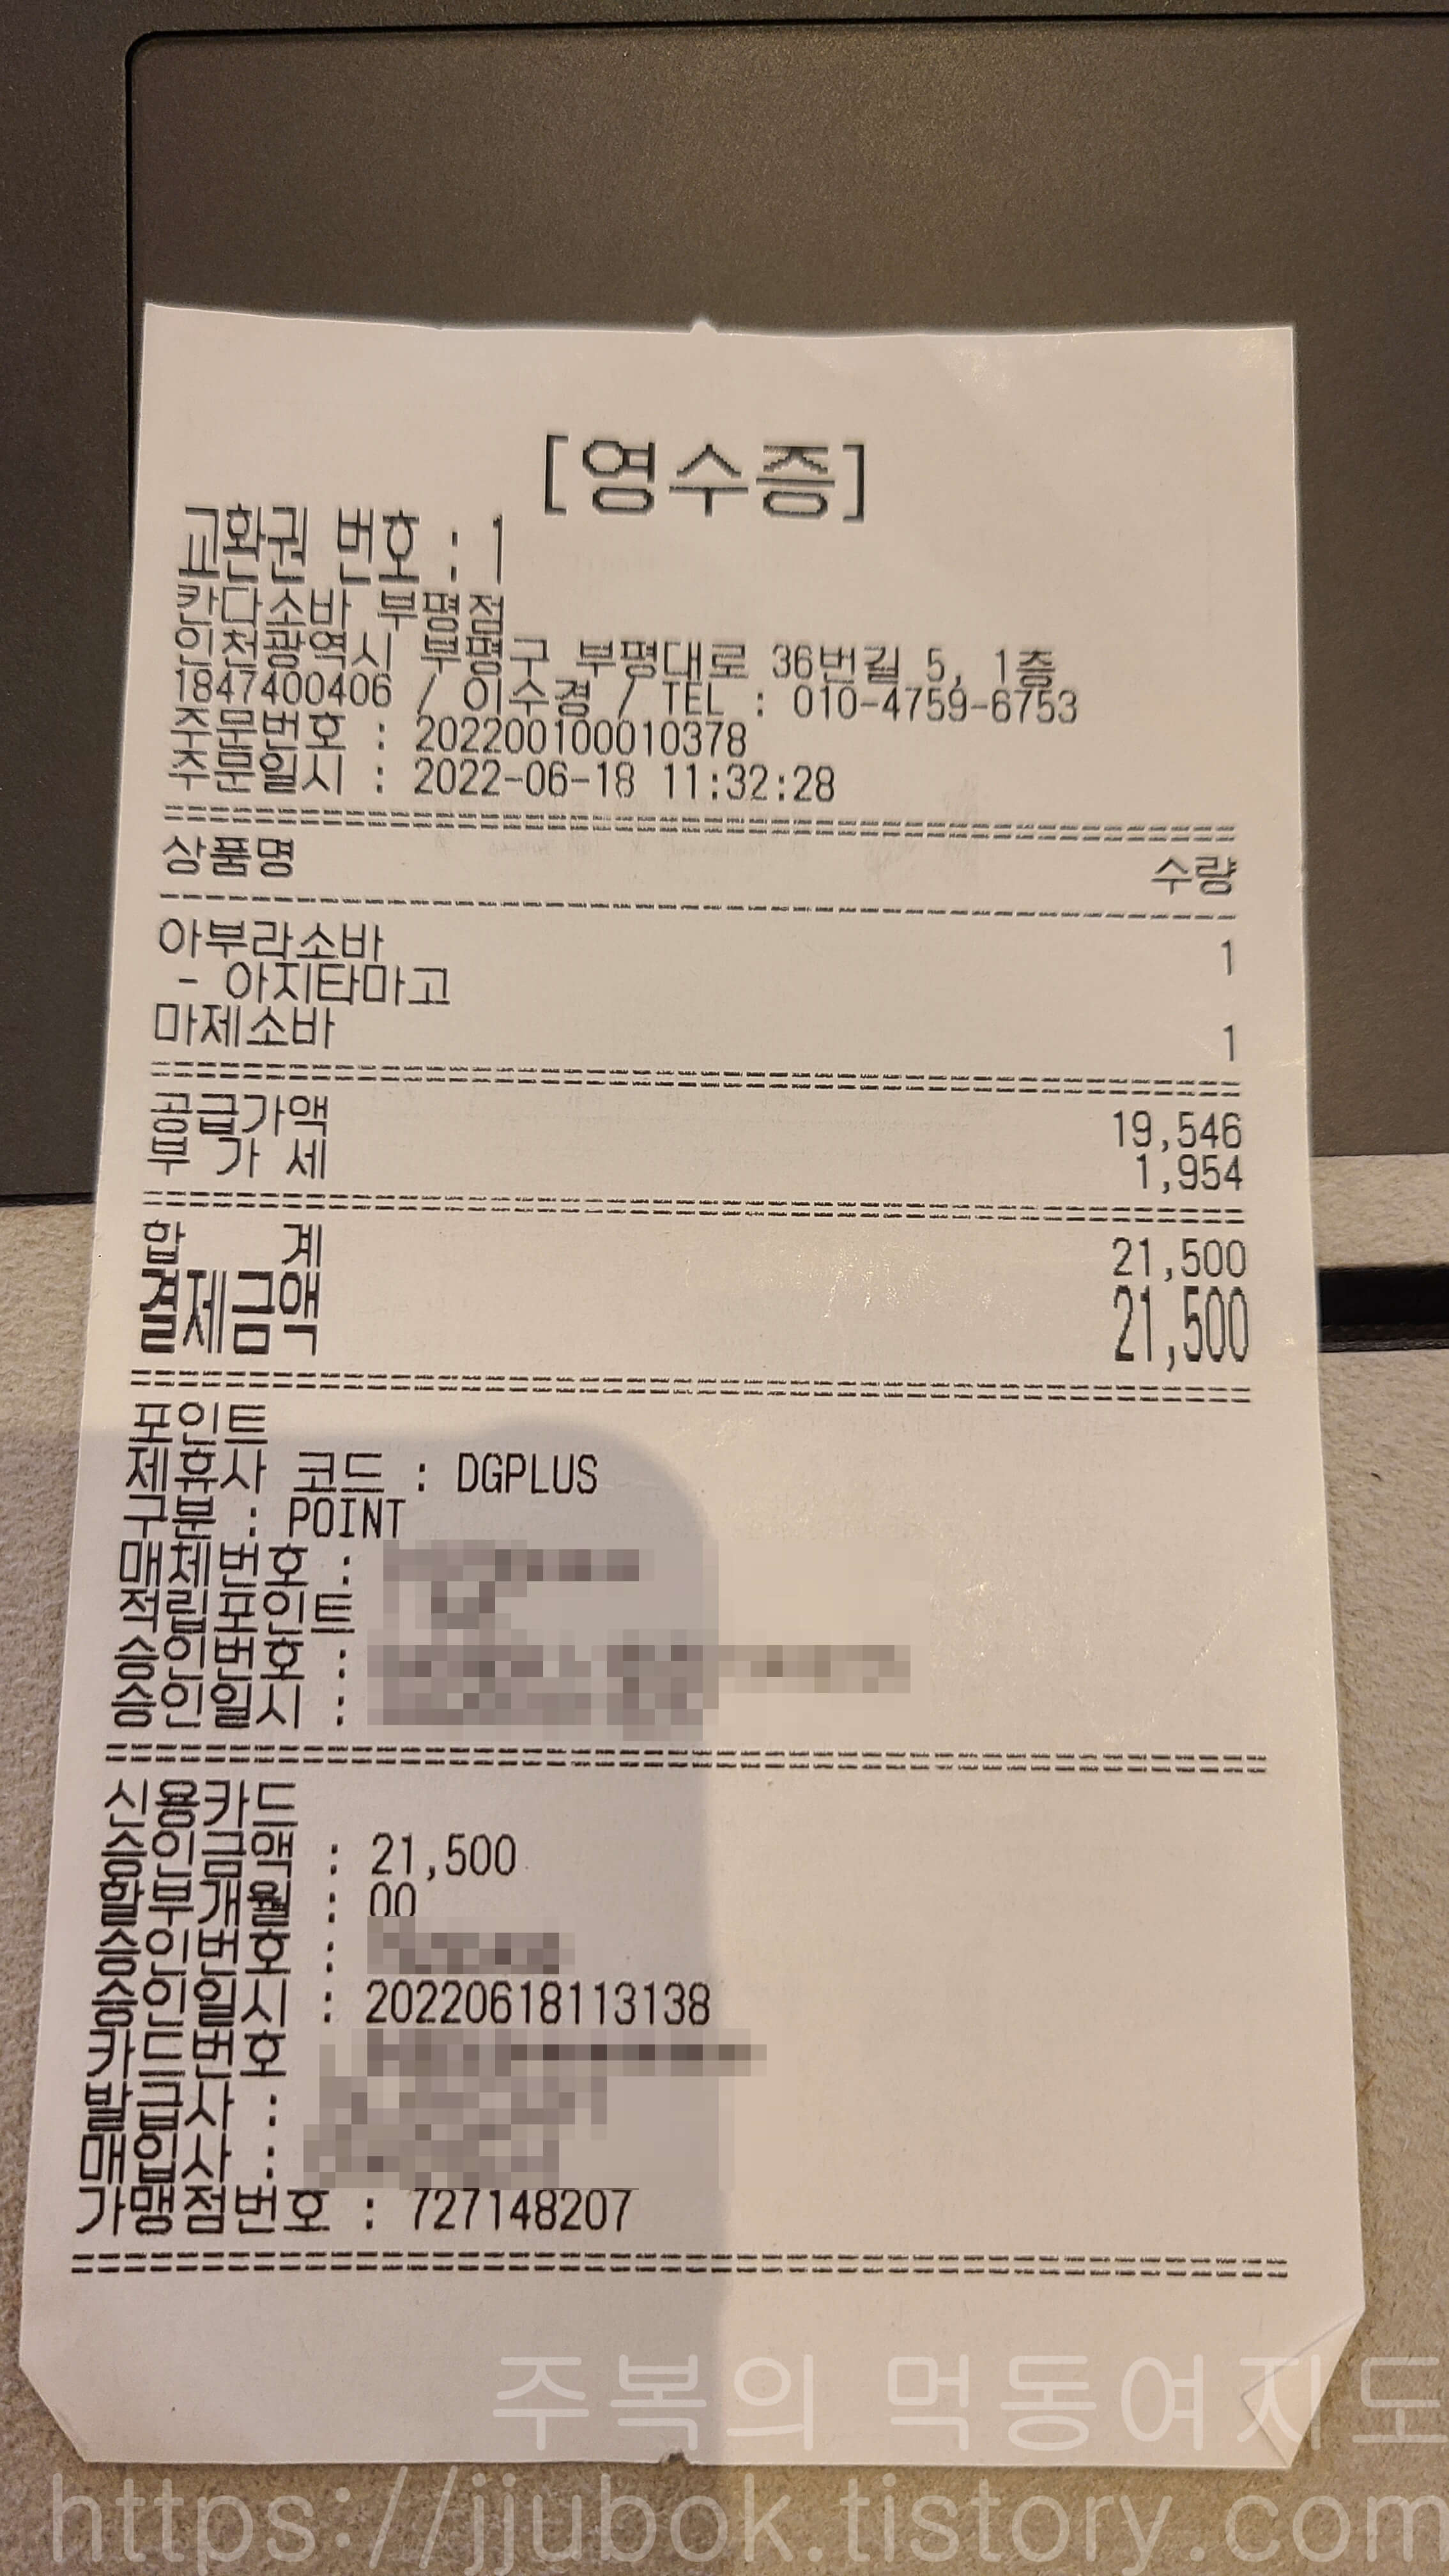 [영수증]
교환권 번호 : 1
칸다소바 부평점
인천광역시 부평구 부평대로 36번길 5, 1층
1847400406 / 이수경 / TEL : 010-4759-6753
주문번호 : 202200100010378
주문일시 : 2022-06-18 11:32:28
상품명 수량
아부라소바 1
- 아지타마고
마제소바 1
공급가액 19,546
부 가 세 1,954
합 계 21,500
결제금액 21,500
포인트
제휴사 코드 : DGPLUS
구분 : POINT
매체번호 :
적립포인트
승인번호 :
승인일시 :
신용카드
승인금액 : 21,500
할부개월 : 00
승인번호 :
승인일시 : 20220618113138
카드번호
발급사 :
매입사 :
가맹점번호 : 727148207
주복의 먹동여지도
https://jjubok.tistory.com